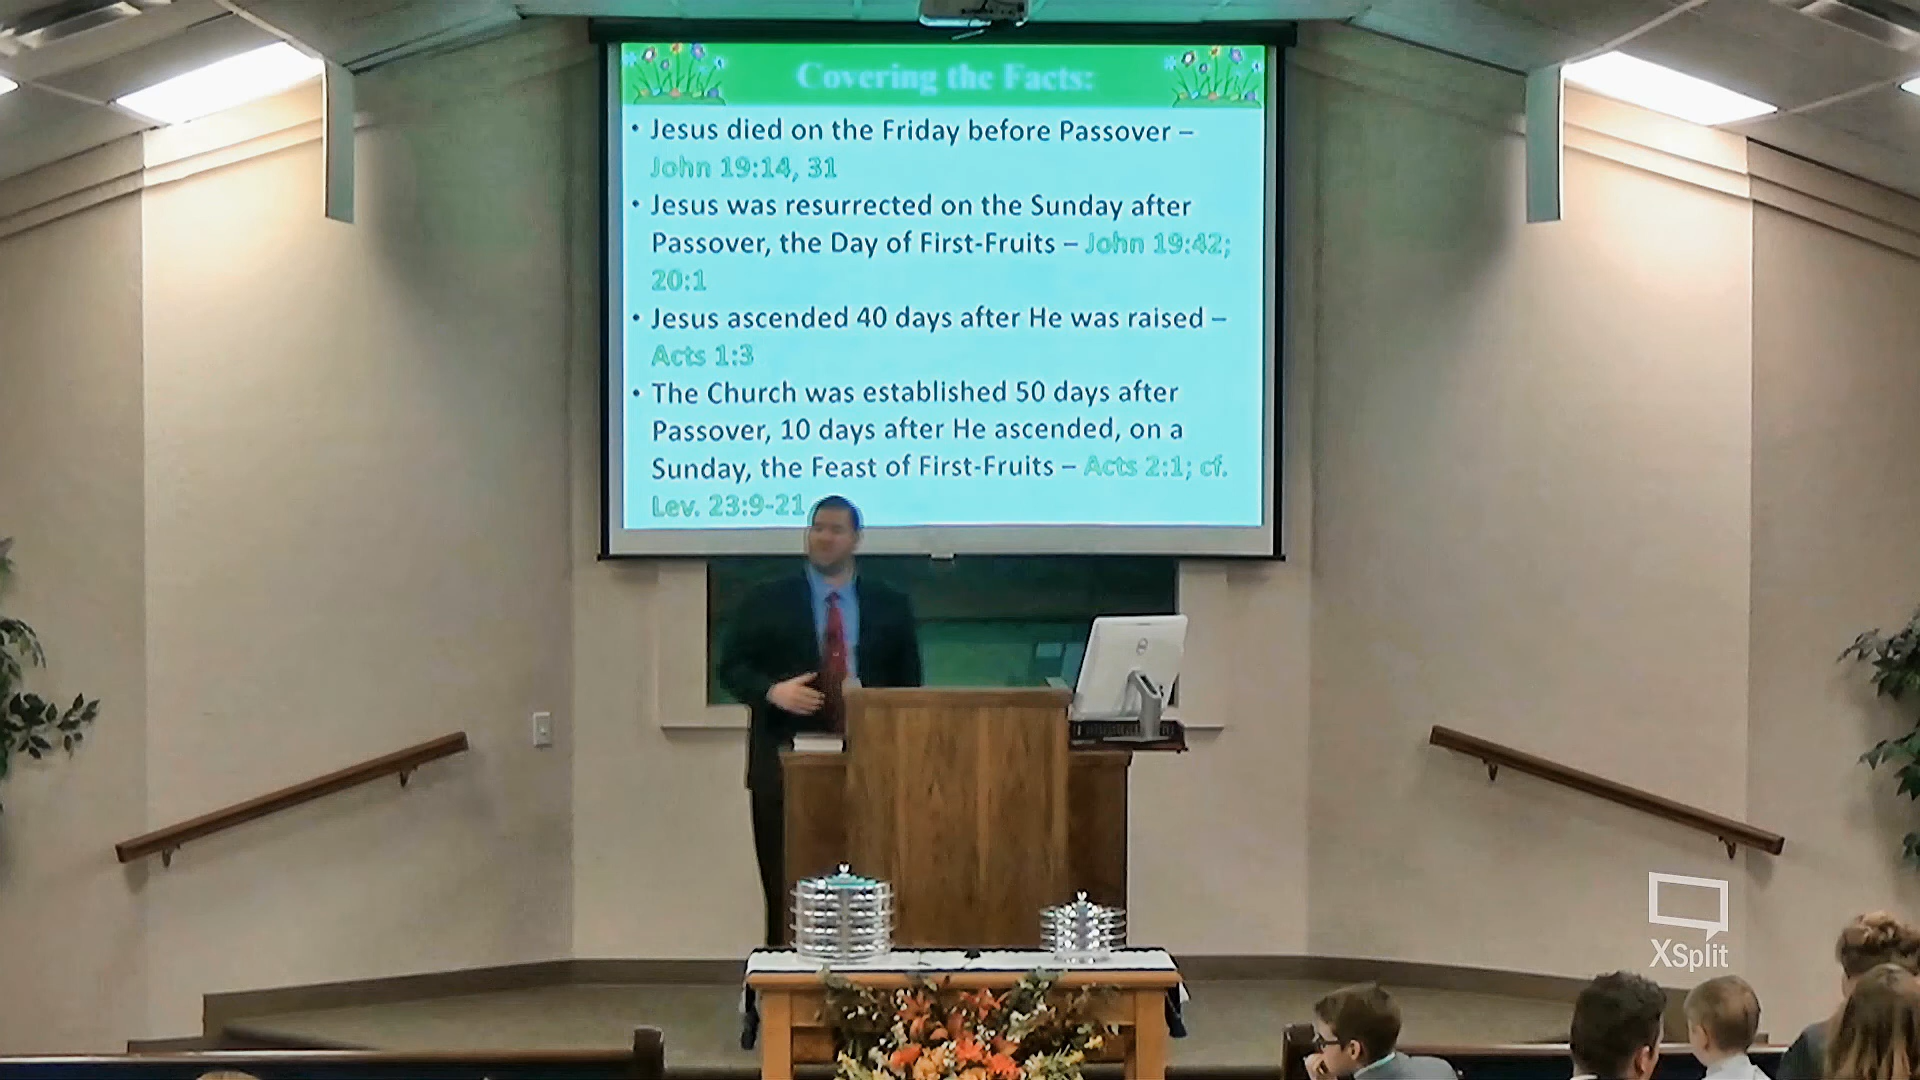 Covering the Facts:
• Jesus died on the Friday before Passover –
John 19:14, 31
• Jesus was resurrected on the Sunday after
Passover, the Day of First-Fruits – John 19:42;
20:1
• Jesus ascended 40 days after He was raised –
Acts 1:3
• The Church was established 50 days after
Passover, 10 days after He ascended, on a
Sunday, the Feast of First-Fruits – Acts 2:1; cf.
Lev. 23:9-21
XSplit